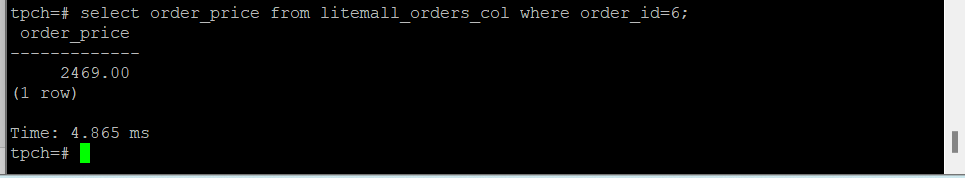 tpch=# select order_price from litemall_orders_col where order_id=6;
 order_price
-------------
     2469.00
(1 row)

Time: 4.865 ms
tpch=#